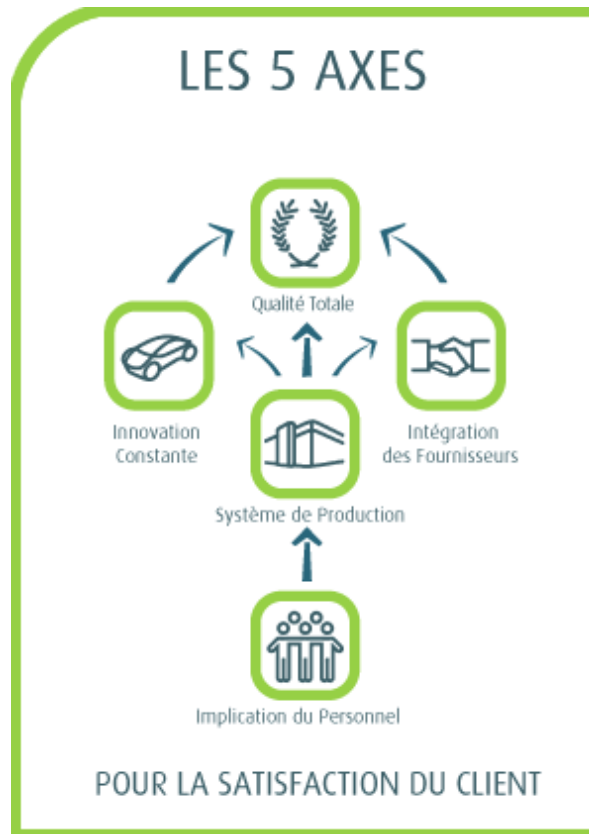 LES 5 AXES
Qualité Totale
Innovation
Constante
Intégration
des Fournisseurs
Système de Production
Implication du Personnel
POUR LA SATISFACTION DU CLIENT